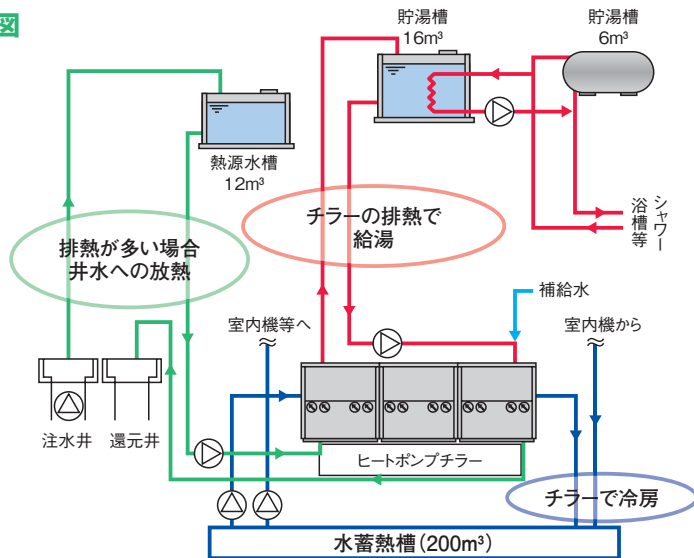 図
貯湯槽
16m³
貯湯槽
6m³
熱源水槽
12m³
シャワー
浴槽等
チラーの排熱で
給湯
排熱が多い場合
井水への放熱
補給水
室内機等へ
室内機から
注水井
還元井
ヒートポンプチラー
チラーで冷房
水蓄熱槽(200m³)